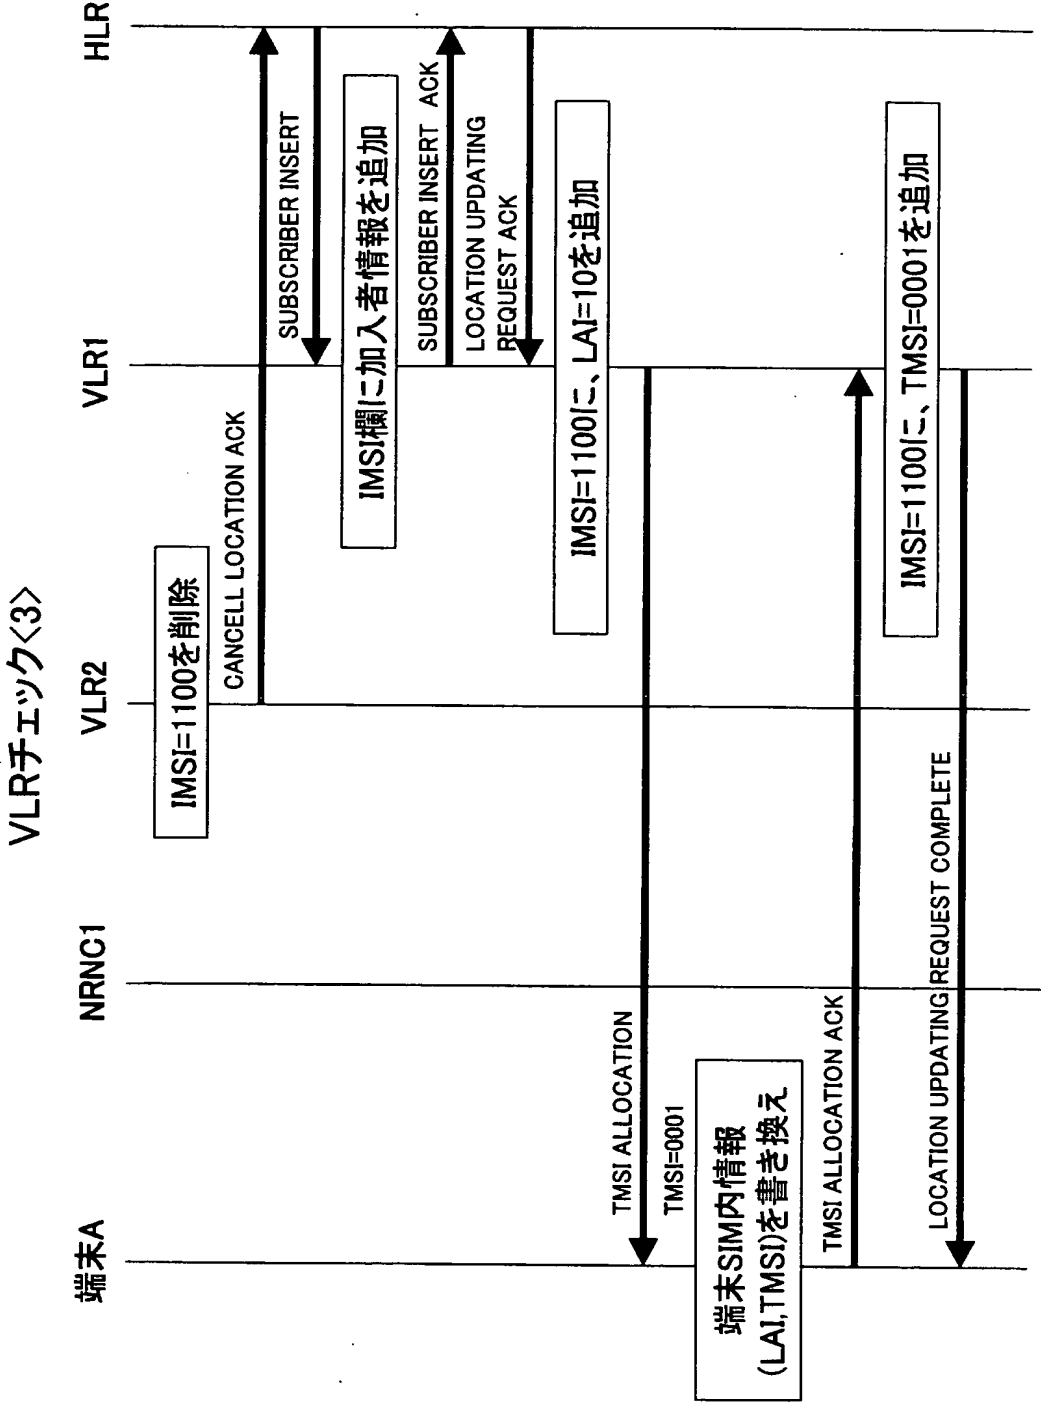 VLRチェック<3>
端末A
NRNC1
VLR2
VLR1
HLR
IMSI=1100を削除
CANCELL LOCATION ACK
SUBSCRIBER INSERT
IMSI欄に加入者情報を追加
SUBSCRIBER INSERT ACK
LOCATION UPDATING
REQUEST ACK
IMSI=1100に、LAI=10を追加
TMSI ALLOCATION
TMSI=0001
端末SIM内情報
(LAI,TMSI)を書き換え
TMSI ALLOCATION ACK
IMSI=1100に、TMSI=0001を追加
LOCATION UPDATING REQUEST COMPLETE